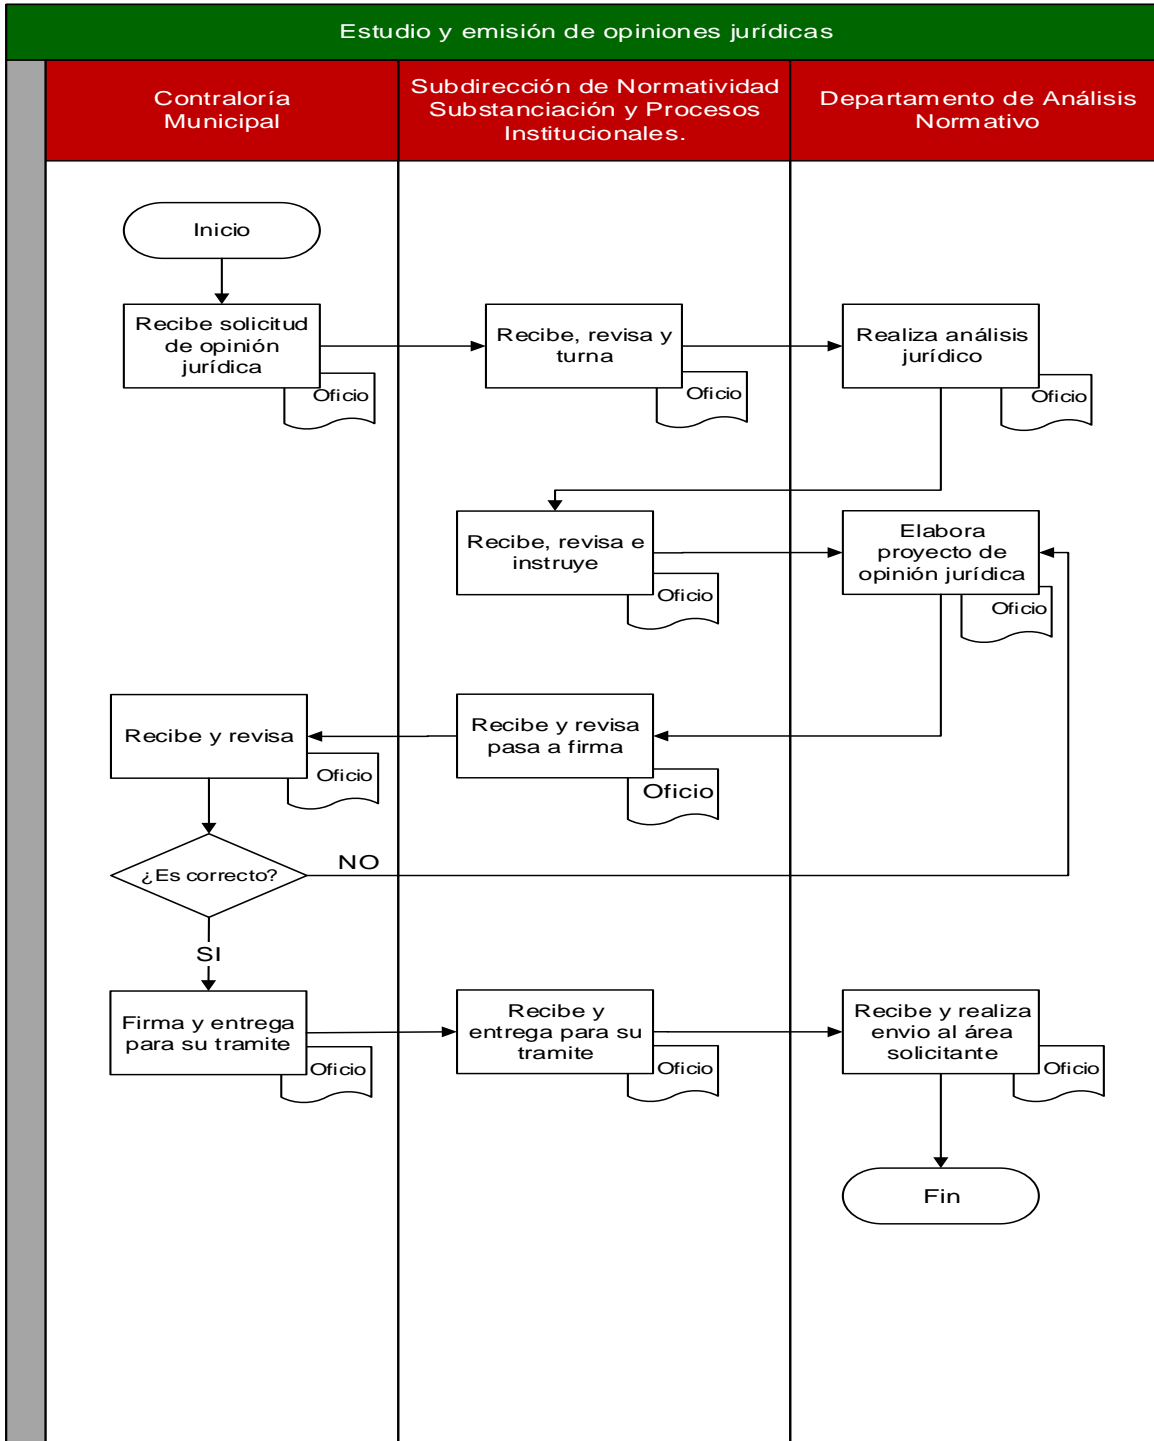 Estudio y emisión de opiniones jurídicas
Contraloría
Municipal
Subdirección de Normatividad
Substanciación y Procesos
Institucionales.
Departamento de Análisis
Normativo
Inicio
Recibe solicitud
de opinión
jurídica
Oficio
Recibe, revisa y
turna
Oficio
Realiza análisis
jurídico
Oficio
Recibe, revisa e
instruye
Oficio
Elabora
proyecto de
opinión jurídica
Oficio
Recibe y revisa
pasa a firma
Oficio
Recibe y revisa
Oficio
¿Es correcto?
NO
SI
Firma y entrega
para su tramite
Oficio
Recibe y
entrega para su
tramite
Oficio
Recibe y realiza
envio al área
solicitante
Oficio
Fin